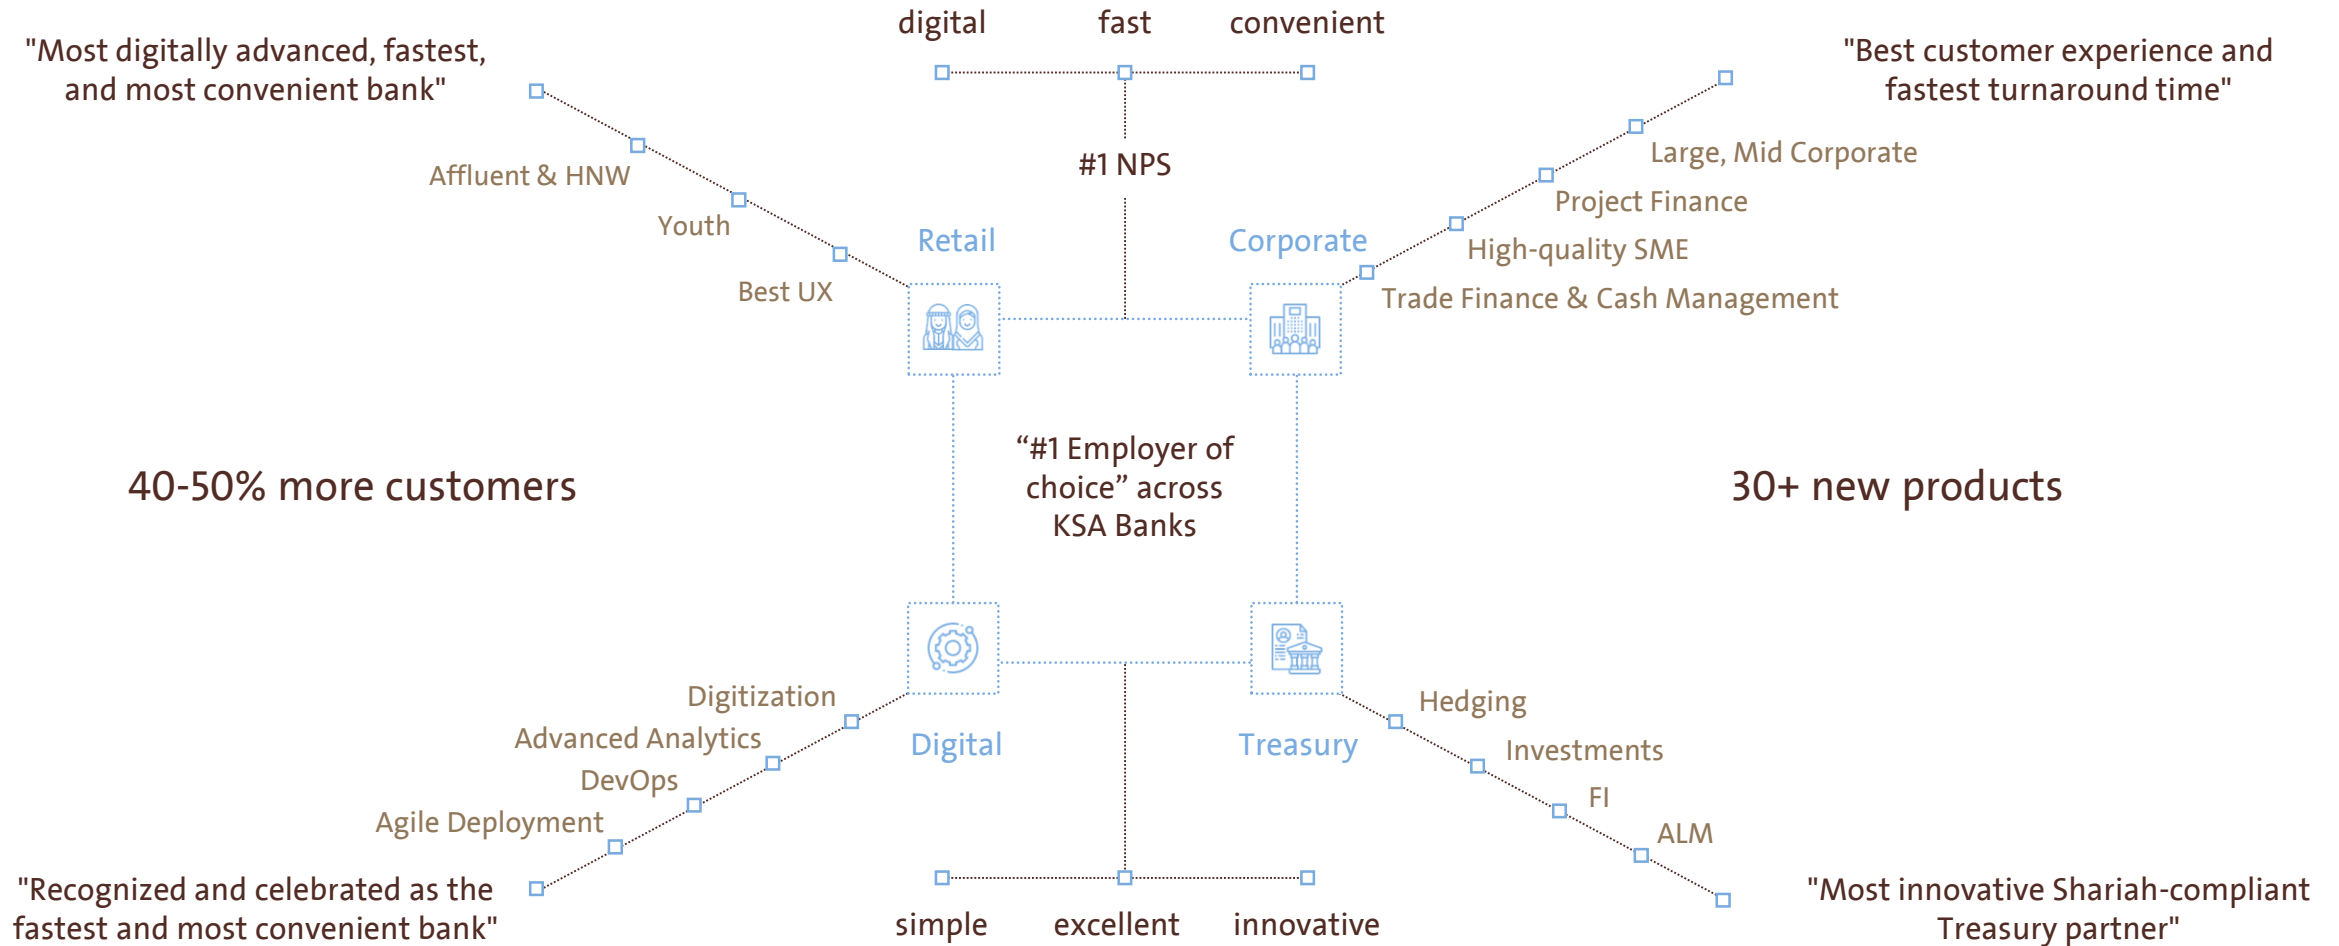 digital
fast
convenient
"Most digitally advanced, fastest,
and most convenient bank"
"Best customer experience and
fastest turnaround time"
#1 NPS
Affluent & HNW
Youth
Best UX
Retail
Corporate
Large, Mid Corporate
Project Finance
High-quality SME
Trade Finance & Cash Management
40-50% more customers
“#1 Employer of
choice” across
KSA Banks
30+ new products
Digitization
Advanced Analytics
DevOps
Agile Deployment
Digital
Treasury
Hedging
Investments
FI
ALM
"Recognized and celebrated as the
fastest and most convenient bank"
simple
excellent
innovative
"Most innovative Shariah-compliant
Treasury partner"